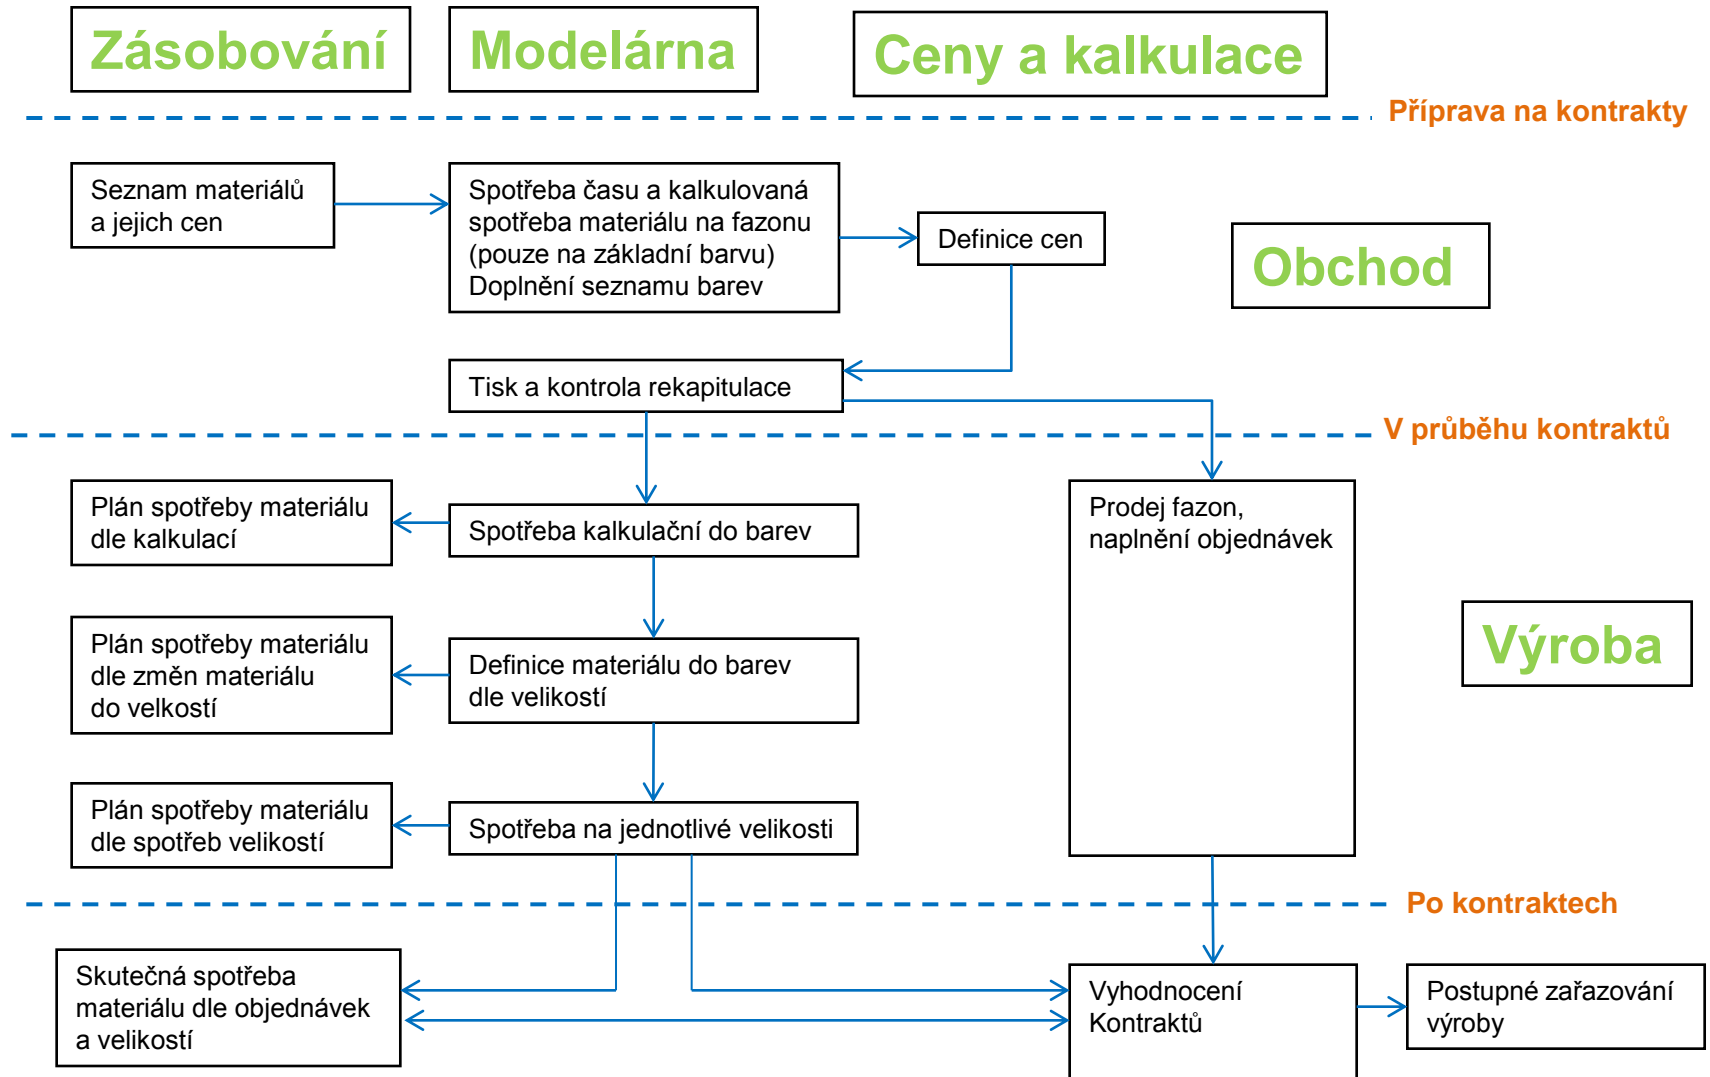 Zásobování
Modelárna
Ceny a kalkulace
Příprava na kontrakty
Seznam materiálů
a jejich cen
Spotřeba času a kalkulovaná
spotřeba materiálu na fazonu
(pouze na základní barvu)
Doplnění seznamu barev
Definice cen
Obchod
Tisk a kontrola rekapitulace
V průběhu kontraktů
Plán spotřeby materiálu
dle kalkulací
Spotřeba kalkulační do barev
Prodej fazon,
naplnění objednávek
Plán spotřeby materiálu
dle změn materiálu
do velkostí
Definice materiálu do barev
dle velikostí
Výroba
Plán spotřeby materiálu
dle spotřeb velikostí
Spotřeba na jednotlivé velikosti
Po kontraktech
Skutečná spotřeba
materiálu dle objednávek
a velikostí
Vyhodnocení
Kontraktů
Postupné zařazování
výroby